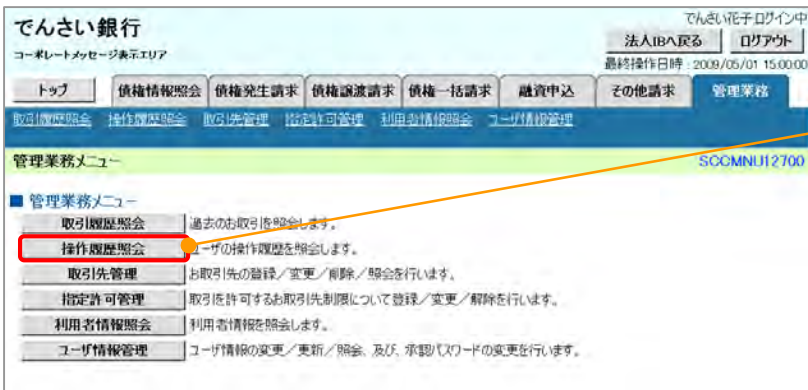 でんさい花子ログイン中
でんさい銀行
法人IBへ戻る ログアウト
コーポレートメッセージ表示エリア
最終操作日時：2009/05/01 15:00:00
トップ 債権情報照会 債権発生請求 債権譲渡請求 債権一括請求 融資申込 その他請求 管理業務
取引履歴照会 操作履歴照会 取引先管理 指定許可管理 利用者情報照会 ユーザ情報管理
管理業務メニュー SCCMNU12700
■ 管理業務メニュー
取引履歴照会 過去のお取引を照会します。
操作履歴照会 ユーザの操作履歴を照会します。
取引先管理 お取引先の登録／変更／削除／照会を行います。
指定許可管理 取引を許可するお取引先制限について登録／変更／解除を行います。
利用者情報照会 利用者情報を照会します。
ユーザ情報管理 ユーザ情報の変更／更新／照会、及び、承認パスワードの変更を行います。